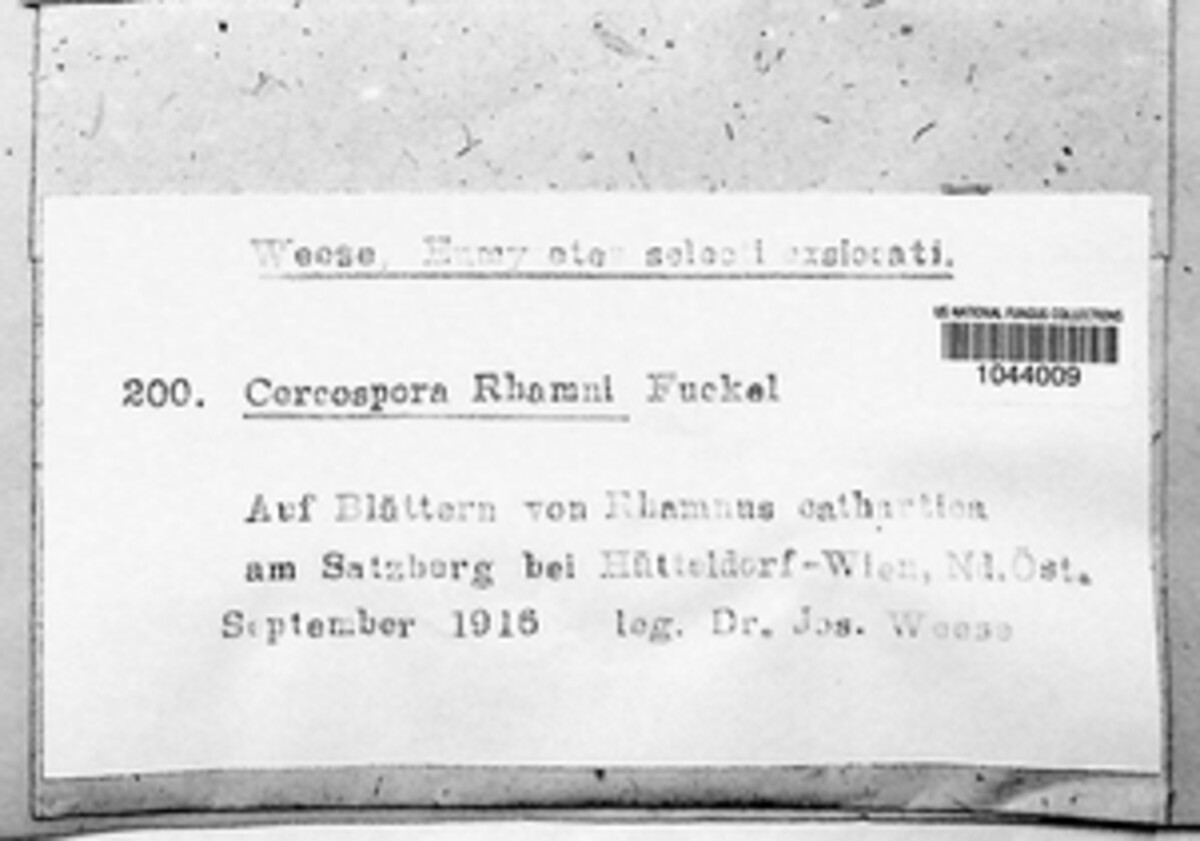 Weese, Eumycetes selecti exsiccati.
US NATIONAL FUNGUS COLLECTIONS
1044009
200. Cercospora Rhamni Fuckel
Auf Blättern von Rhamnus cathartica
am Satzberg bei Hütteldorf-Wien, Nd.Öst.
September leg. Dr. Jos. Weese